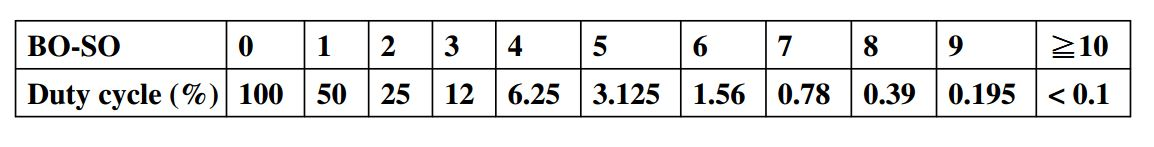 BO-SO 0 1 2 3 4 5 6 7 8 9 ≧10
Duty cycle (%) 100 50 25 12 6.25 3.125 1.56 0.78 0.39 0.195 < 0.1